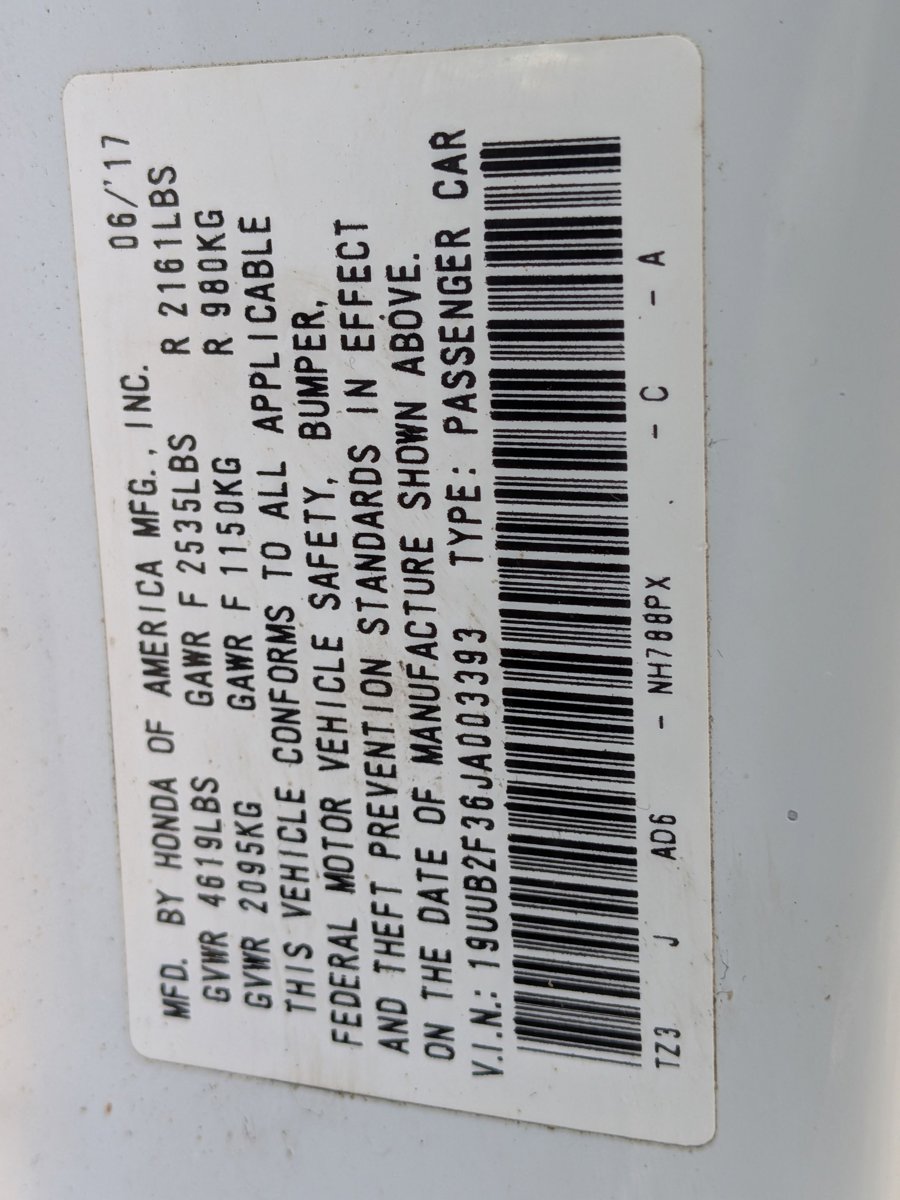 MFD. BY HONDA OF AMERICA MFG., INC. 06/'17
GVWR 4619LBS GAWR F 2535LBS R 2161LBS
GVWR 2095KG GAWR F 1150KG R 980KG
THIS VEHICLE CONFORMS TO ALL APPLICABLE
FEDERAL MOTOR VEHICLE SAFETY, BUMPER,
AND THEFT PREVENTION STANDARDS IN EFFECT
ON THE DATE OF MANUFACTURE SHOWN ABOVE.
V.I.N.: 19UUB2F36JA003393 TYPE: PASSENGER CAR
TZ3 J AD6 - NH788PX - C - A